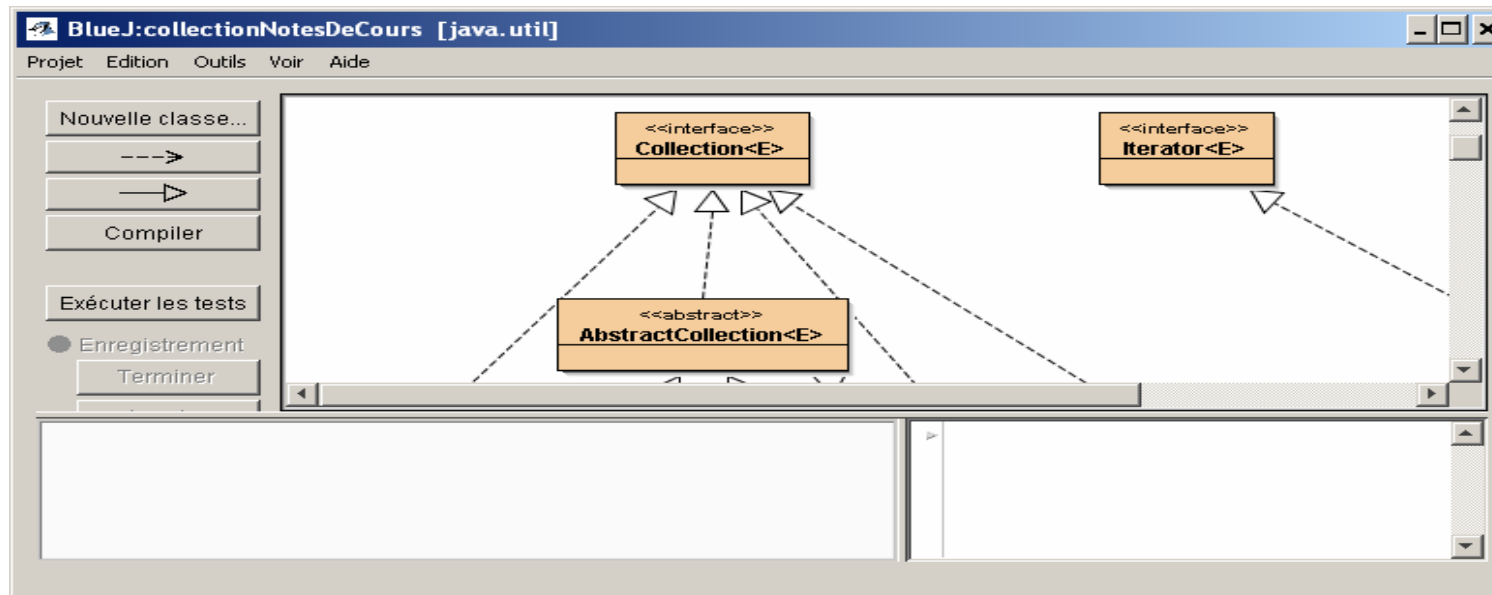 BlueJ:collectionNotesDeCours [java.util]
Projet Edition Outils Voir Aide
Nouvelle classe...
Compiler
Exécuter les tests
Enregistrement
Terminer
<<interface>>
Collection<E>
<<interface>>
Iterator<E>
<<abstract>>
AbstractCollection<E>